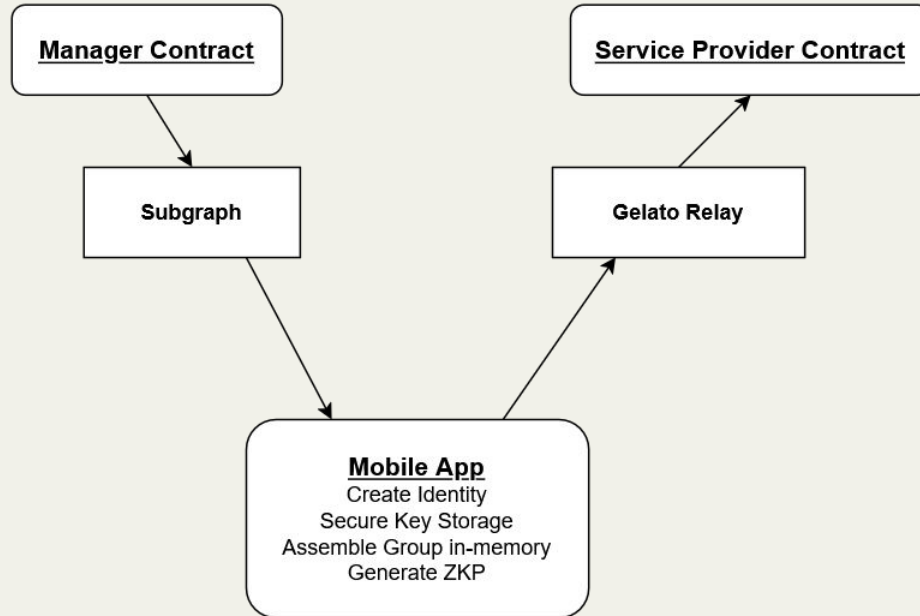 Manager Contract
Service Provider Contract
Subgraph
Gelato Relay
Mobile App
Create Identity
Secure Key Storage
Assemble Group in-memory
Generate ZKP